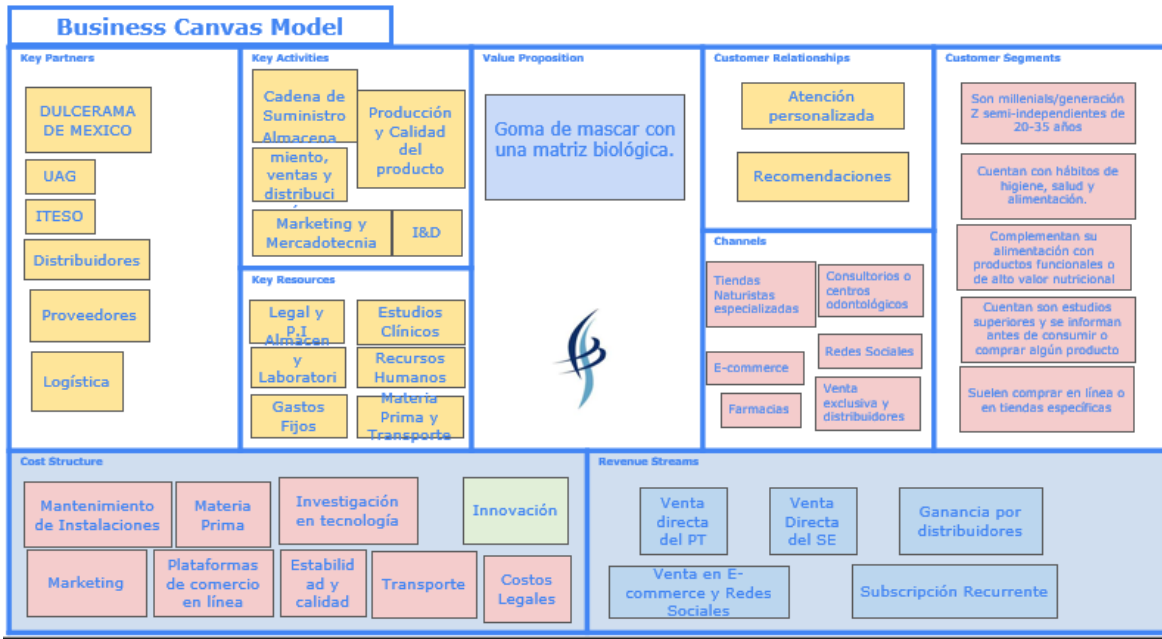 Business Canvas Model
Key Partners
DULCERAMA
DE MEXICO
UAG
ITESO
Distribuidores
Proveedores
Logística
Key Activities
Cadena de
Suministro
Almacena
miento,
ventas y
distribuci
Producción
y Calidad
del
producto
Marketing y
Mercadotecnia
I&D
Key Resources
Legal y
P.I
Estudios
Clínicos
Almacen
y
Laboratori
Recursos
Humanos
Gastos
Fijos
Materia
Prima y
Transporte
Value Proposition
Goma de mascar con
una matriz biológica.
Customer Relationships
Atención
personalizada
Recomendaciones
Channels
Tiendas
Naturistas
especializadas
Consultorios o
centros
odontológicos
Redes Sociales
E-commerce
Venta
exclusiva y
distribuidores
Farmacias
Customer Segments
Son millenials/generación
Z semi-independientes de
20-35 años
Cuentan con hábitos de
higiene, salud y
alimentación.
Complementan su
alimentación con
productos funcionales o
de alto valor nutricional
Cuentan son estudios
superiores y se informan
antes de consumir o
comprar algún producto
Suelen comprar en línea o
en tiendas específicas
Cost Structure
Mantenimiento
de Instalaciones
Materia
Prima
Investigación
en tecnología
Innovación
Marketing
Plataformas
de comercio
en línea
Estabilid
ad y
calidad
Transporte
Costos
Legales
Revenue Streams
Venta
directa
del PT
Venta
Directa
del SE
Ganancia por
distribuidores
Venta en E-
commerce y Redes
Sociales
Subscripción Recurrente